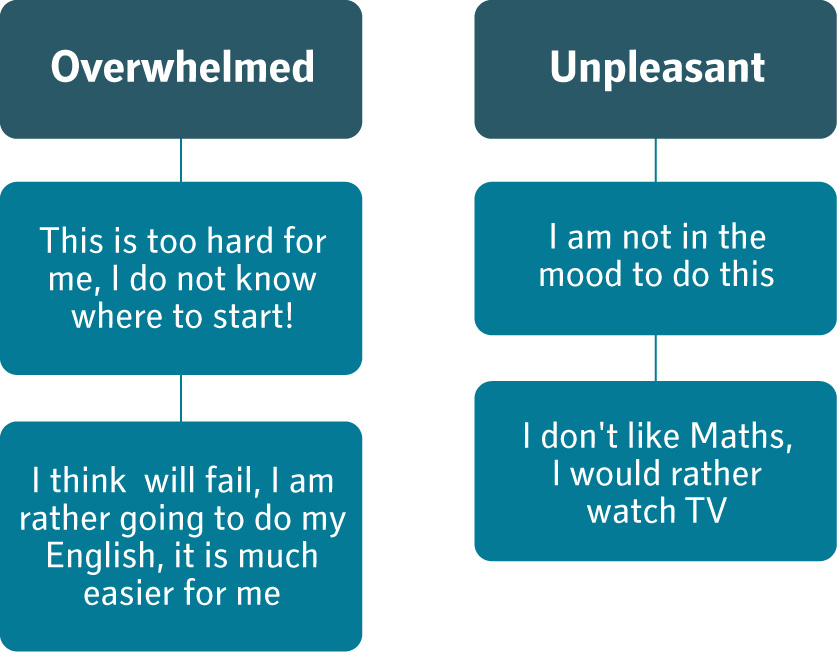 Overwhelmed
This is too hard for
me, I do not know
where to start!
I think  will fail, I am
rather going to do my
English, it is much
easier for me
Unpleasant
I am not in the
mood to do this
I don't like Maths,
I would rather
watch TV